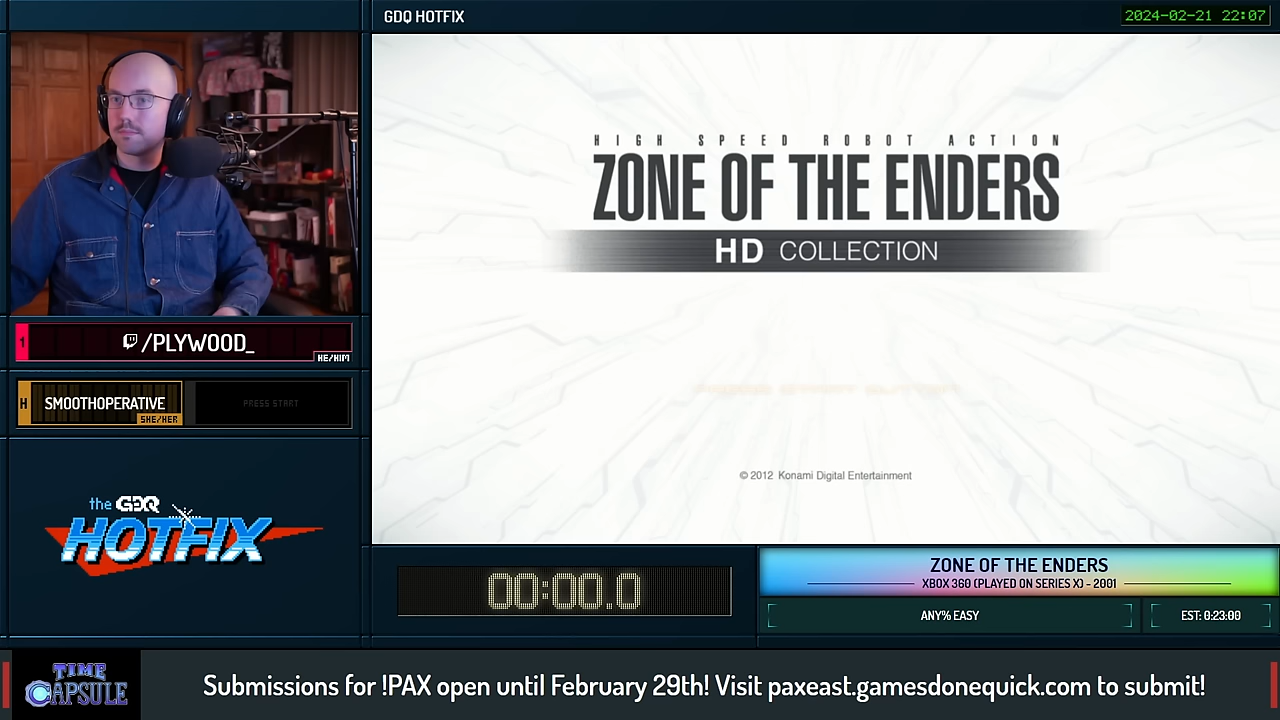 GDQ HOTFIX
2024-02-21 22:07
HIGH SPEED ROBOT ACTION
ZONE OF THE ENDERS
HD COLLECTION
© 2012 Konami Digital Entertainment
1
/PLYWOOD_
HE/HIM
H
SMOOTHOPERATIVE
SHE/HER
PRESS START
the GDQ
HOTFIX
00:00.0
ZONE OF THE ENDERS
XBOX 360 (PLAYED ON SERIES X) - 2001
ANY% EASY
EST: 0:23:00
TIME
CAPSULE
Submissions for !PAX open until February 29th! Visit paxeast.gamesdonequick.com to submit!